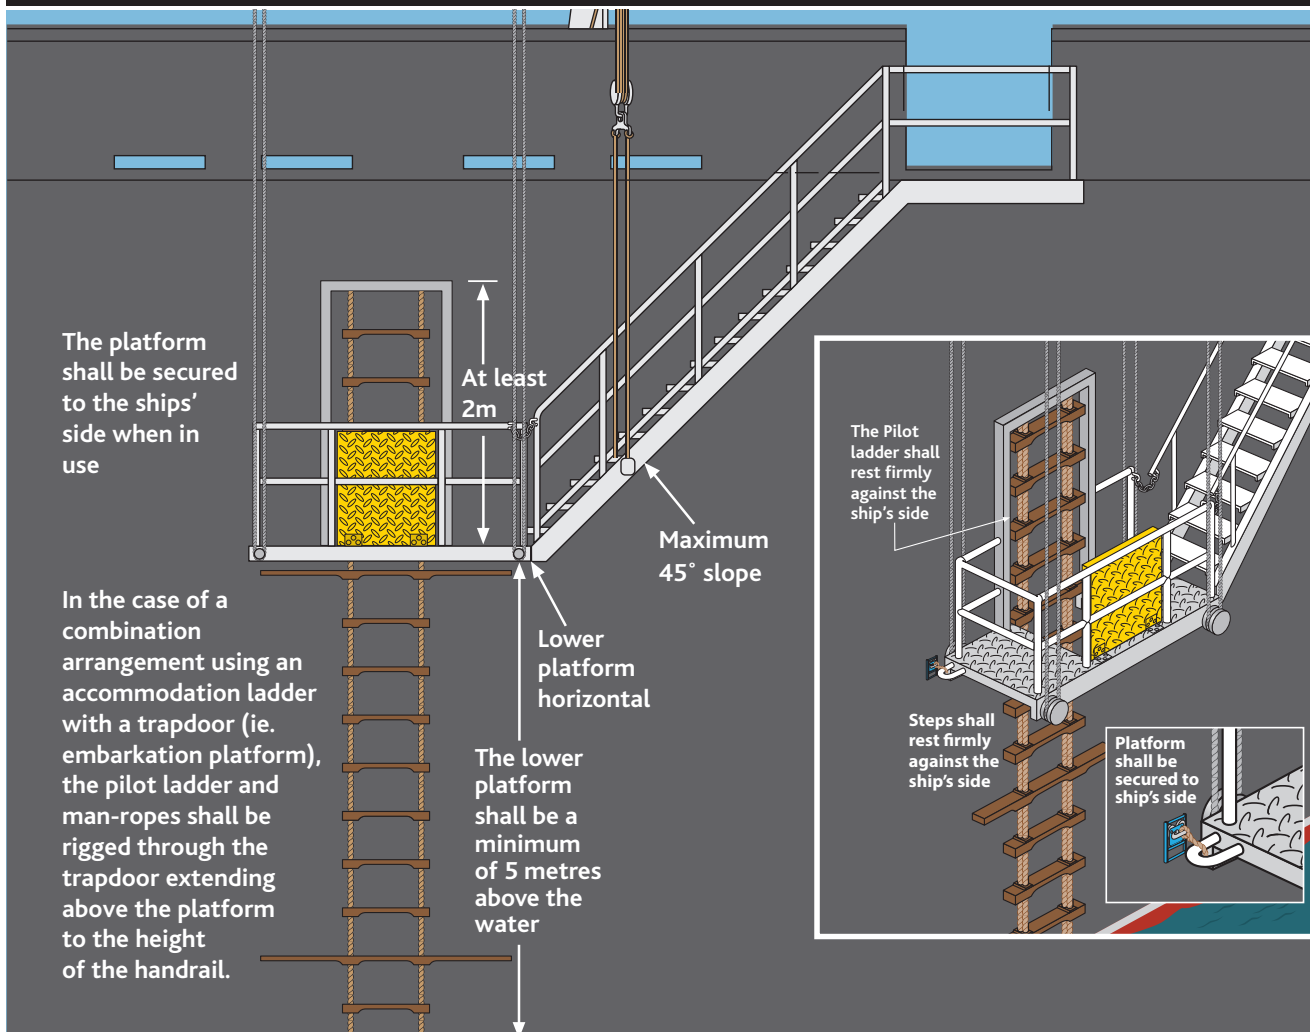 The platform
shall be secured
to the ships'
side when in
use
At least
2m
Maximum
45° slope
Lower
platform
horizontal
In the case of a
combination
arrangement using an
accommodation ladder
with a trapdoor (ie.
embarkation platform),
the pilot ladder and
man-ropes shall be
rigged through the
trapdoor extending
above the platform
to the height
of the handrail.
The lower
platform
shall be a
minimum
of 5 metres
above the
water
The Pilot
ladder shall
rest firmly
against the
ship's side
Steps shall
rest firmly
against the
ship's side
Platform
shall be
secured to
ship's side